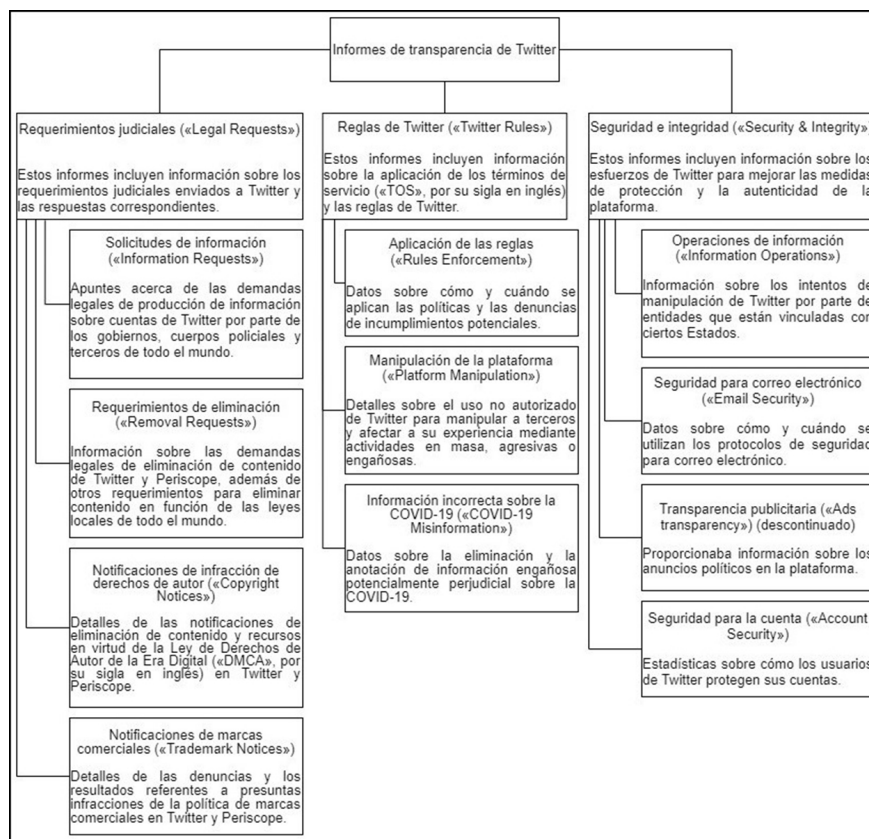 Informes de transparencia de Twitter
Requerimientos judiciales («Legal Requests»)
Estos informes incluyen información sobre los
requerimientos judiciales enviados a Twitter y
las respuestas correspondientes.
Solicitudes de información
(«Information Requests»)
Apuntes acerca de las demandas
legales de producción de información
sobre cuentas de Twitter por parte de
los gobiernos, cuerpos policiales y
terceros de todo el mundo.
Requerimientos de eliminación
(«Removal Requests»)
Información sobre las demandas
legales de eliminación de contenido
de Twitter y Periscope, además de
otros requerimientos para eliminar
contenido en función de las leyes
locales de todo el mundo.
Notificaciones de infracción de
derechos de autor («Copyright
Notices»)
Detalles de las notificaciones de
eliminación de contenido y recursos
en virtud de la Ley de Derechos de
Autor de la Era Digital («DMCA», por
su sigla en inglés) en Twitter y
Periscope.
Notificaciones de marcas
comerciales («Trademark Notices»)
Detalles de las denuncias y los
resultados referentes a presuntas
infracciones de la política de marcas
comerciales en Twitter y Periscope.
Reglas de Twitter («Twitter Rules»)
Estos informes incluyen información
sobre la aplicación de los términos de
servicio («TOS», por su sigla en inglés)
y las reglas de Twitter.
Aplicación de las reglas
(«Rules Enforcement»)
Datos sobre cómo y cuándo se
aplican las políticas y las denuncias
de incumplimientos potenciales.
Manipulación de la plataforma
(«Platform Manipulation»)
Detalles sobre el uso no autorizado
de Twitter para manipular a terceros
y afectar a su experiencia mediante
actividades en masa, agresivas o
engañosas.
Información incorrecta sobre la
COVID-19 («COVID-19
Misinformation»)
Datos sobre la eliminación y la
anotación de información engañosa
potencialmente perjudicial sobre la
COVID-19.
Seguridad e integridad («Security & Integrity»)
Estos informes incluyen información sobre los
esfuerzos de Twitter para mejorar las medidas
de protección y la autenticidad de la
plataforma.
Operaciones de información
(«Information Operations»)
Información sobre los intentos de
manipulación de Twitter por parte de
entidades que están vinculadas con
ciertos Estados.
Seguridad para correo electrónico
(«Email Security»)
Datos sobre cómo y cuándo se
utilizan los protocolos de seguridad
para correo electrónico.
Transparencia publicitaria («Ads
transparency») (descontinuado)
Proporcionaba información sobre los
anuncios políticos en la plataforma.
Seguridad para la cuenta («Account
Security»)
Estadísticas sobre cómo los usuarios
de Twitter protegen sus cuentas.